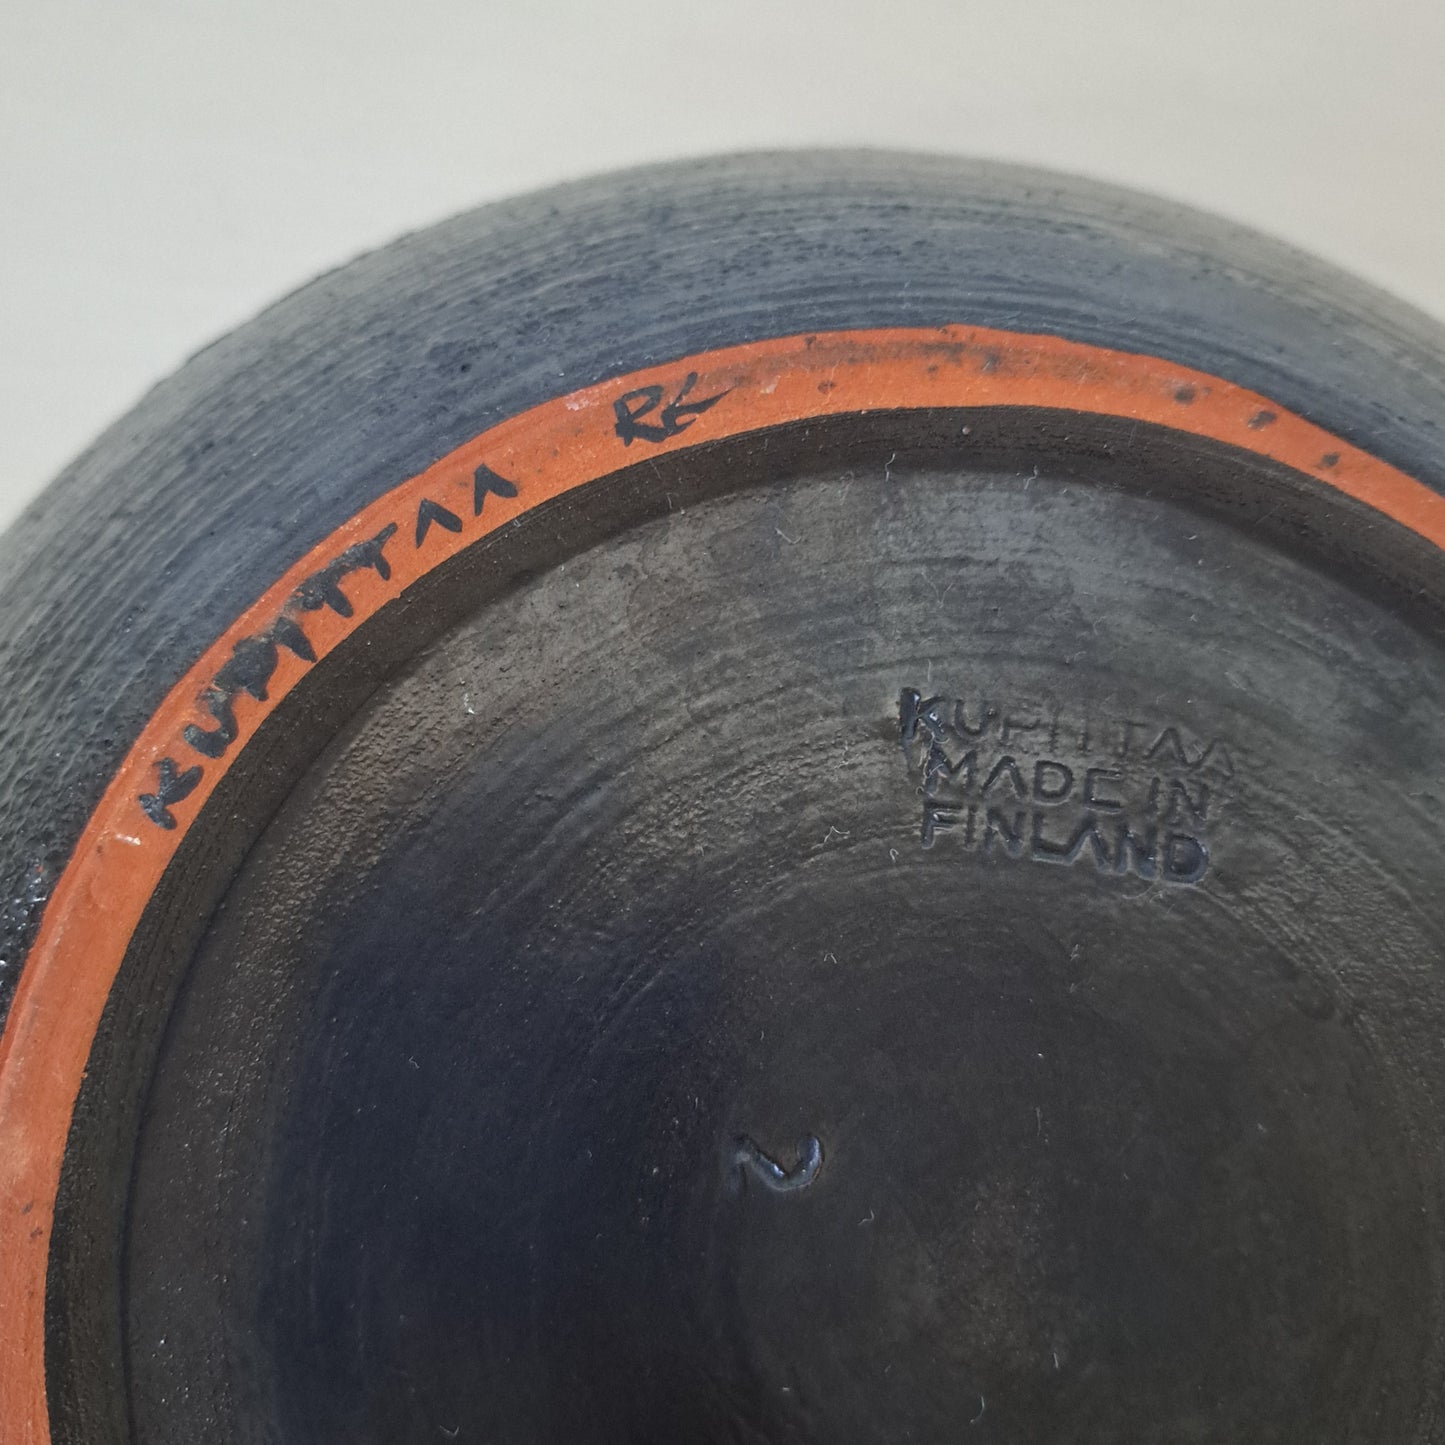 KUPITTAA RK
KUPITTAA
MADE IN
FINLAND
N